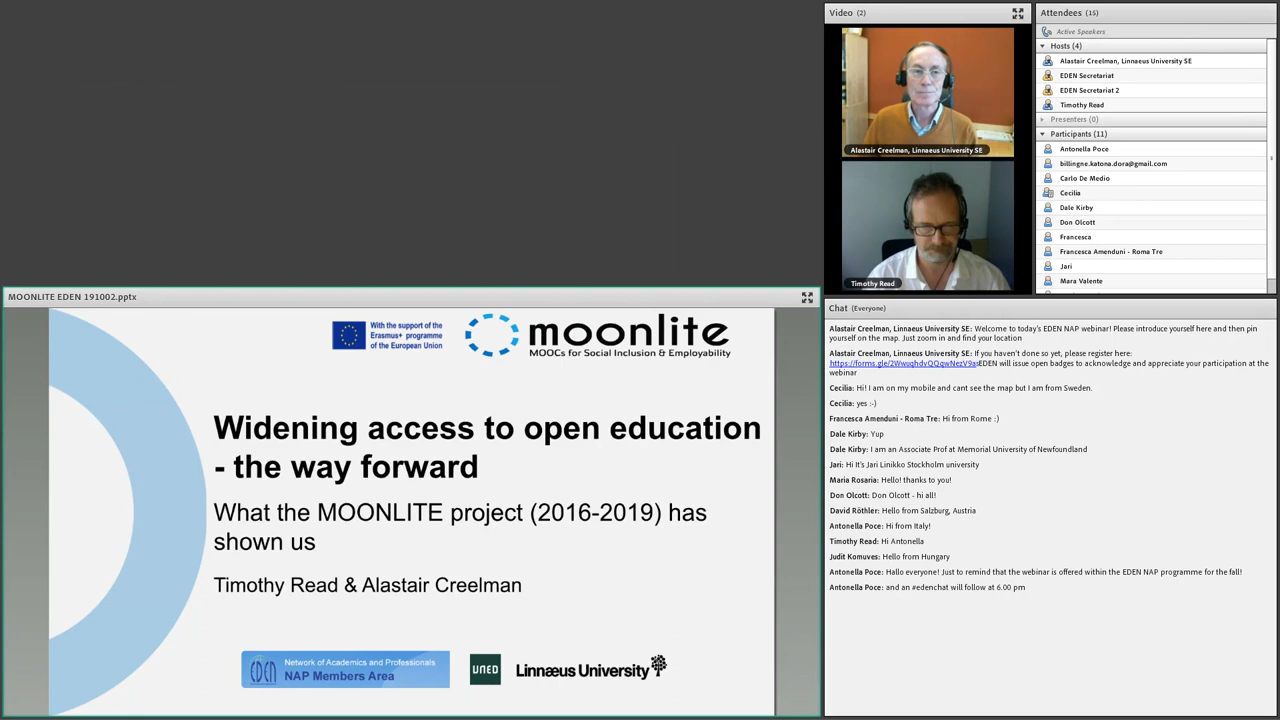 MOONLITE EDEN 191002.pptx
With the support of the
Erasmus+ programme
of the European Union
moonlite
MOOCs for Social Inclusion & Employability
Widening access to open education
- the way forward
What the MOONLITE project (2016-2019) has
shown us
Timothy Read & Alastair Creelman
EDEN
Network of Academics and Professionals
NAP Members Area
UNED
Linnæus University
Video (2)
Alastair Creelman, Linnaeus University SE
Timothy Read
Attendees (15)
Active Speakers
Hosts (4)
Alastair Creelman, Linnaeus University SE
EDEN Secretariat
EDEN Secretariat 2
Timothy Read
Presenters (0)
Participants (11)
Antonella Poce
billingne.katona.dora@gmail.com
Carlo De Medio
Cecilia
Dale Kirby
Don Olcott
Francesca
Francesca Amenduni - Roma Tre
Jari
Mara Valente
Chat (Everyone)
Alastair Creelman, Linnaeus University SE: Welcome to today's EDEN NAP webinar! Please introduce yourself here and then pin
yourself on the map. Just zoom in and find your location
Alastair Creelman, Linnaeus University SE: If you haven't done so yet, please register here:
https://forms.gle/2WwuqhdvQQqwNezV9asEDEN will issue open badges to acknowledge and appreciate your participation at the
webinar
Cecilia: Hi! I am on my mobile and cant see the map but I am from Sweden.
Cecilia: yes :-)
Francesca Amenduni - Roma Tre: Hi from Rome :)
Dale Kirby: Yup
Dale Kirby: I am an Associate Prof at Memorial University of Newfoundland
Jari: Hi It's Jari Linikko Stockholm university
Maria Rosaria: Hello! thanks to you!
Don Olcott: Don Olcott - hi all!
David Röthler: Hello from Salzburg, Austria
Antonella Poce: Hi from Italy!
Timothy Read: Hi Antonella
Judit Komuves: Hello from Hungary
Antonella Poce: Hallo everyone! Just to remind that the webinar is offered within the EDEN NAP programme for the fall!
Antonella Poce: and an #edenchat will follow at 6.00 pm